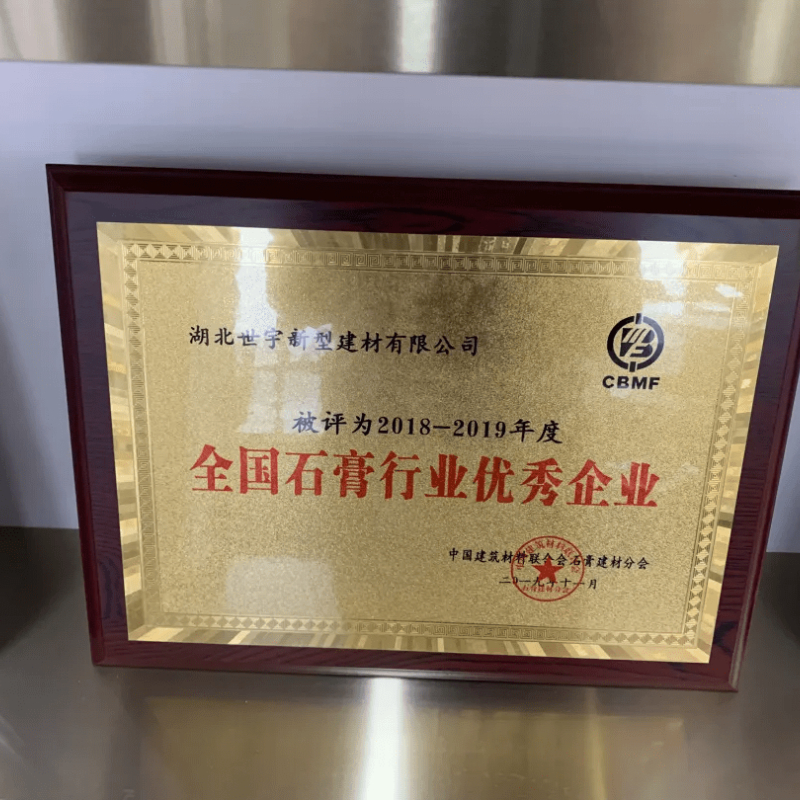 湖北世宇新型建材有限公司
CBMF
被评为2018-2019年度
全国石膏行业优秀企业
中国建筑材料联合会石膏建材分会
二〇一九年十一月